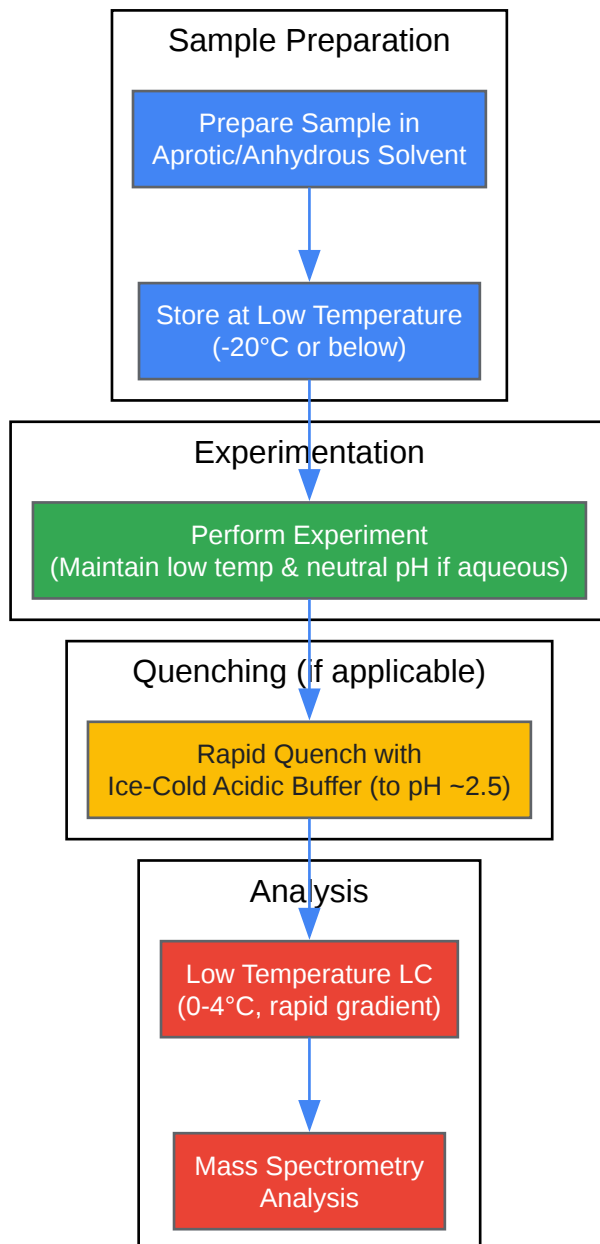 Sample Preparation
Prepare Sample in
Aprotic/Anhydrous Solvent
Store at Low Temperature
(-20°C or below)
Experimentation
Perform Experiment
(Maintain low temp & neutral pH if aqueous)
Quenching (if applicable)
Rapid Quench with
Ice-Cold Acidic Buffer (to pH ~2.5)
Analysis
Low Temperature LC
(0-4°C, rapid gradient)
Mass Spectrometry
Analysis